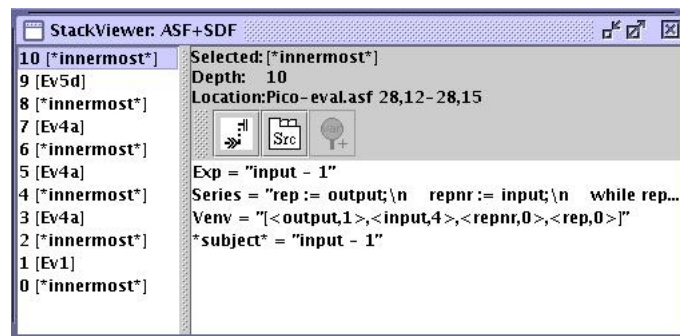 StackViewer: ASF+SDF
10 [*innermost*]
9 [Ev5d]
8 [*innermost*]
7 [Ev4a]
6 [*innermost*]
5 [Ev4a]
4 [*innermost*]
3 [Ev4a]
2 [*innermost*]
1 [Ev1]
0 [*innermost*]
Selected: [*innermost*]
Depth: 10
Location:Pico-eval.asf 28,12-28,15
Src
Exp = "input - 1"
Series = "rep := output;\n repnr := input;\n while rep...
Venv = "[<output,1>,<input,4>,<repnr,0>,<rep,0>]"
*subject* = "input - 1"